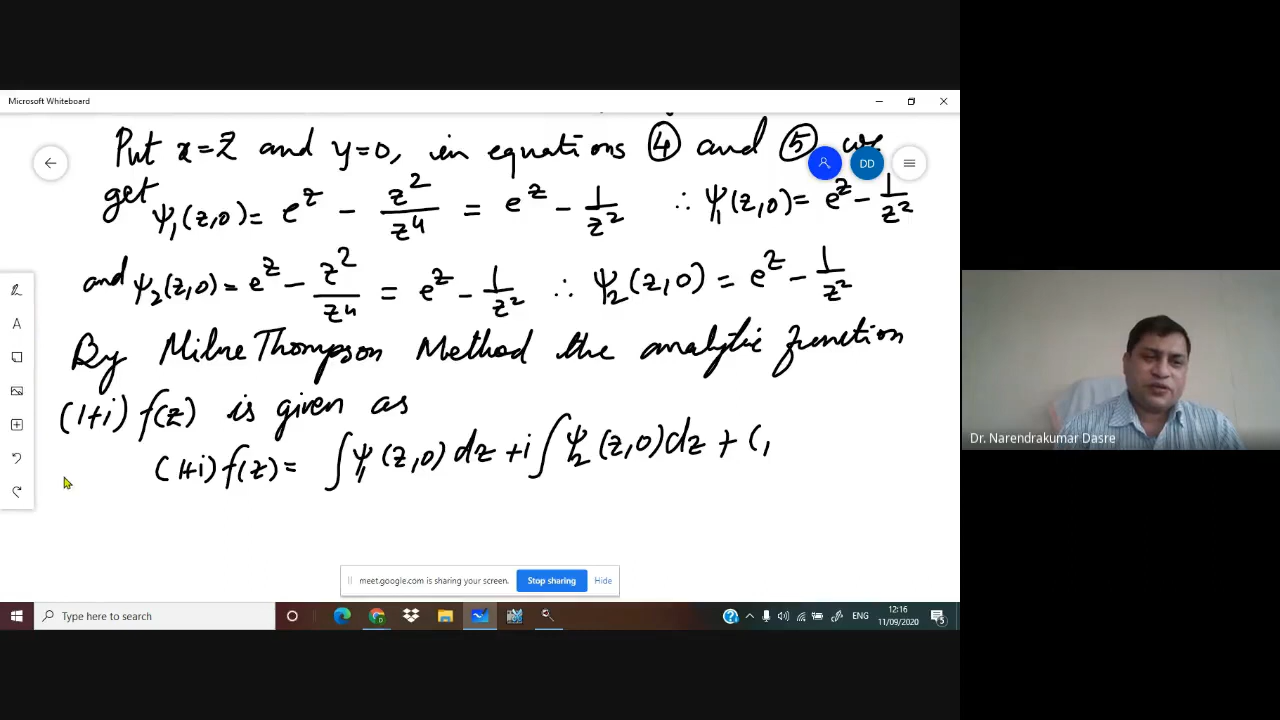 Microsoft Whiteboard
Put x=z and y=0, in equations ④ and ⑤ we
get ψ₁(z,0) = e^z − z²/z⁴ = e^z − 1/z² ∴ ψ₁(z,0) = e^z − 1/z²
and ψ₂(z,0) = e^z − z²/z⁴ = e^z − 1/z² ∴ ψ₂(z,0) = e^z − 1/z²
By Milne Thompson Method the analytic function
(1+i) f(z) is given as
(1+i) f(z) = ∫ψ₁(z,0) dz + i ∫ψ₂(z,0) dz + C₁
DD
Dr. Narendrakumar Dasre
meet.google.com is sharing your screen. Stop sharing Hide
Type here to search
ENG
12:16
11/09/2020
5